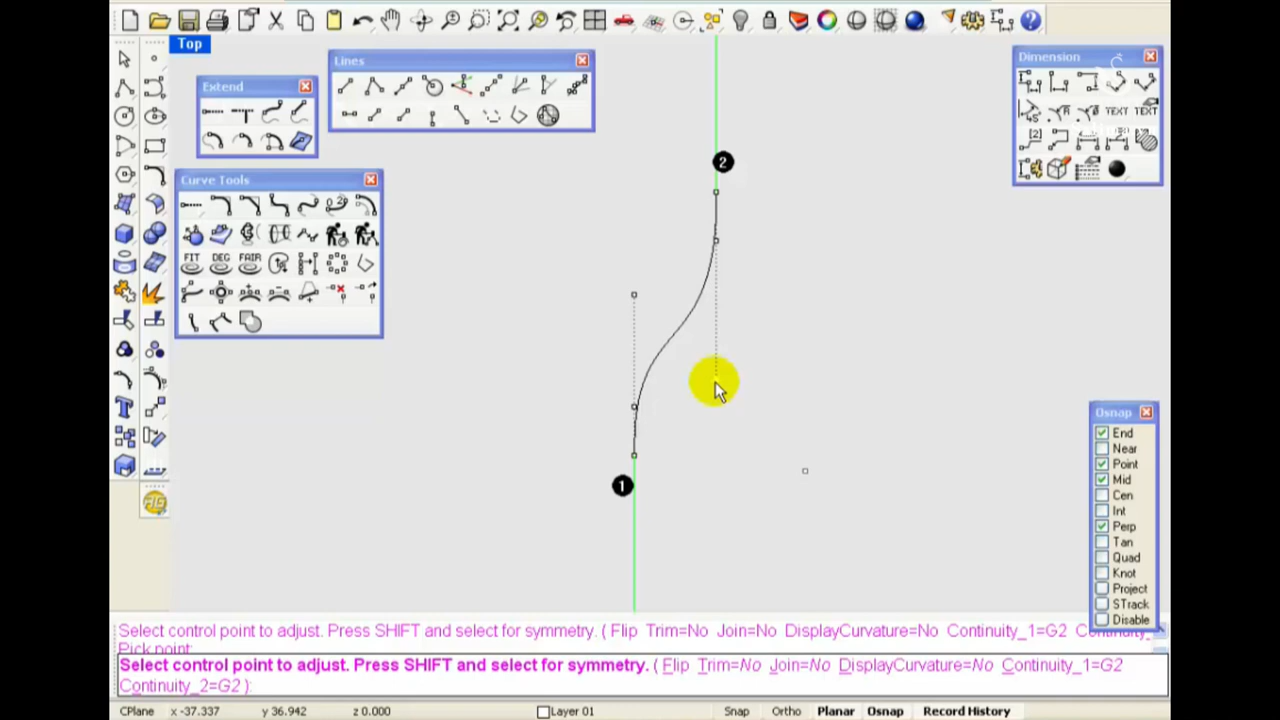 Top
Lines
Extend
Dimension
TEXT TEXT
2
Curve Tools
FIT DEG FAIR
Osnap
End
Near
Point
Mid
Cen
Int
Perp
Tan
Quad
Knot
Project
STrack
Disable
1
Select control point to adjust. Press SHIFT and select for symmetry. ( Flip Trim=No Join=No DisplayCurvature=No Continuity_1=G2
Pick point:
Select control point to adjust. Press SHIFT and select for symmetry. ( Flip Trim=No Join=No DisplayCurvature=No Continuity_1=G2
Continuity_2=G2 ):
CPlane x -37.337 y 36.942 z 0.000 Layer 01 Snap Ortho Planar Osnap Record History